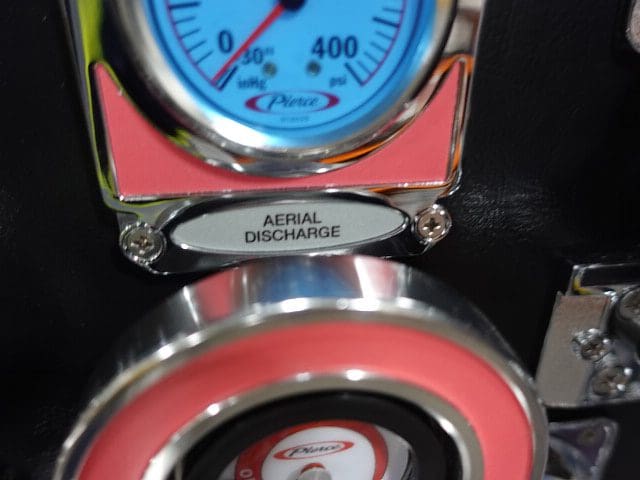 0 30" 400
inHg psi
Pierce
AERIAL
DISCHARGE
Pierce